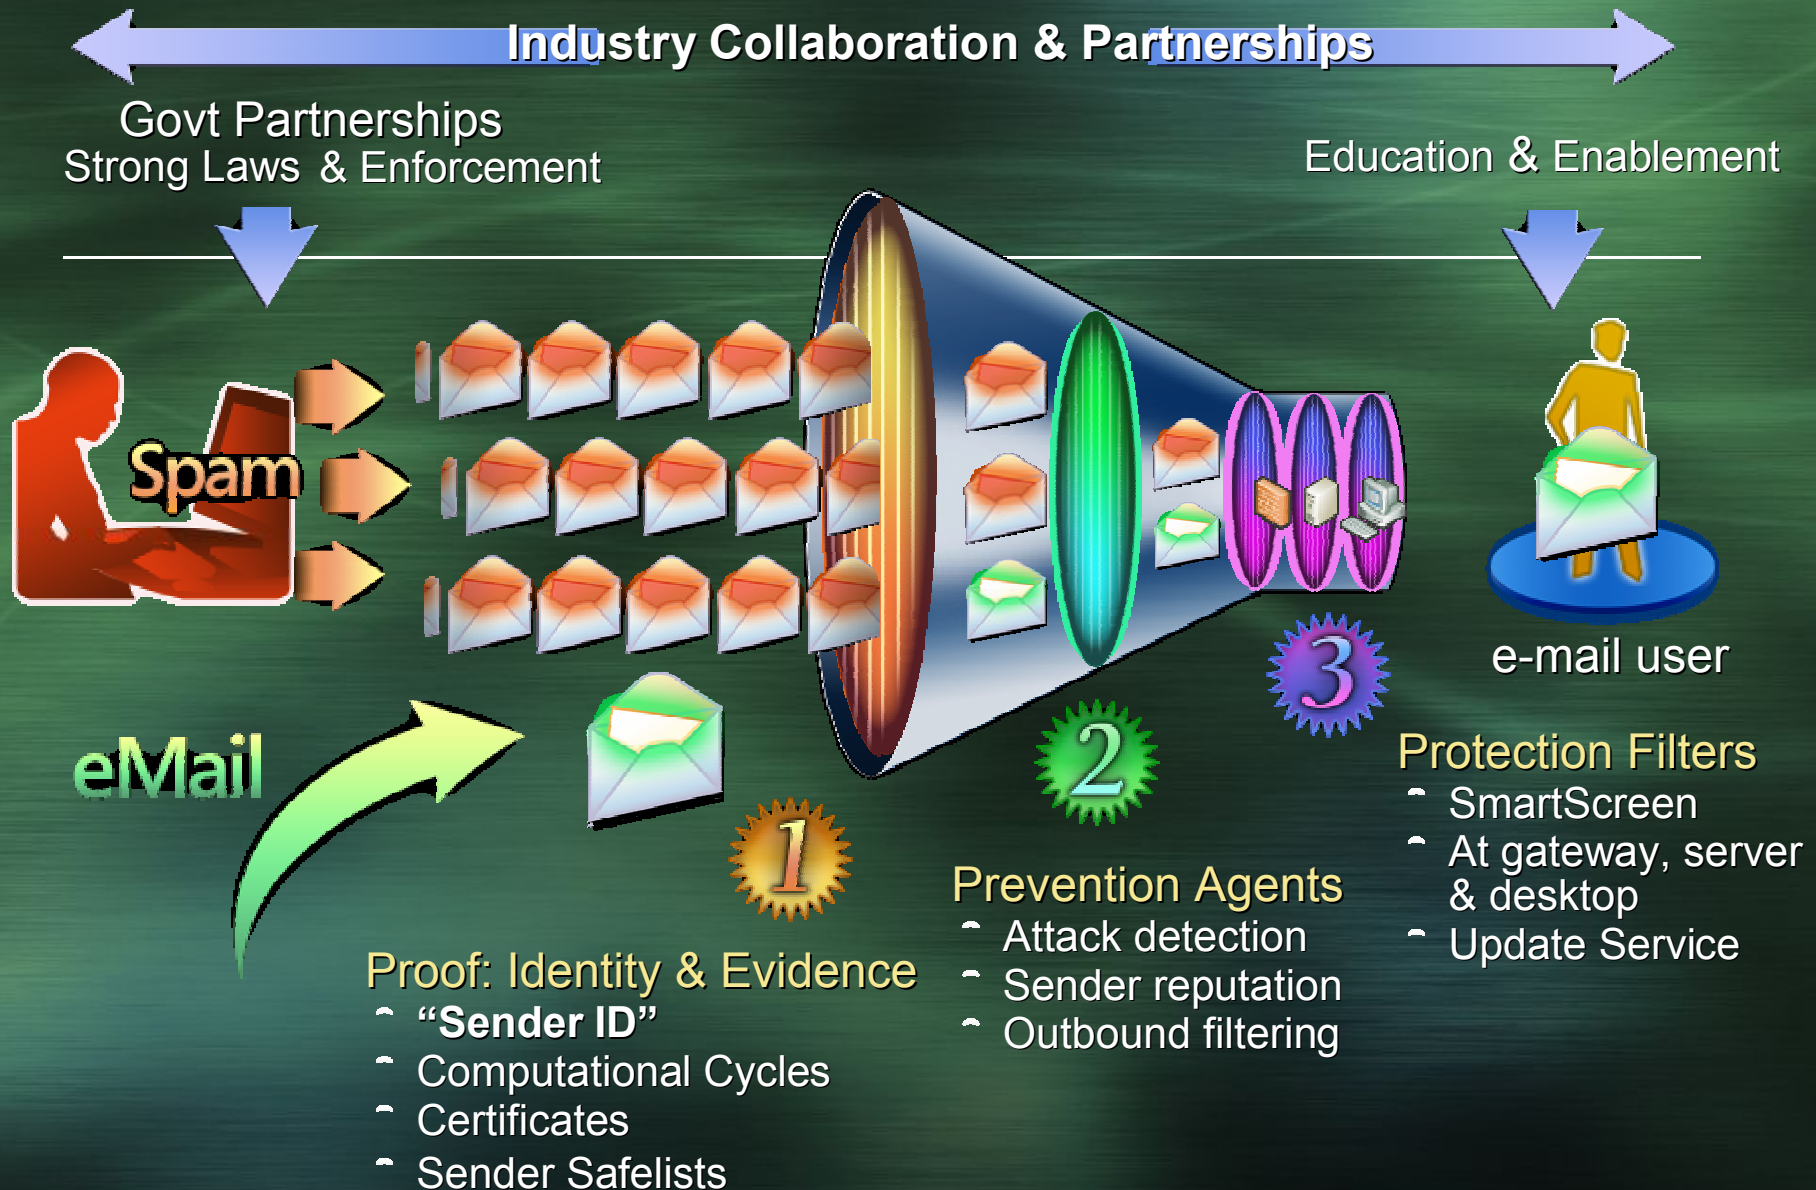 Industry Collaboration & Partnerships
Govt Partnerships
Strong Laws & Enforcement
Education & Enablement
Spam
eMail
e-mail user
1
Proof: Identity & Evidence
“Sender ID”
Computational Cycles
Certificates
Sender Safelists
2
Prevention Agents
Attack detection
Sender reputation
Outbound filtering
3
Protection Filters
SmartScreen
At gateway, server
& desktop
Update Service